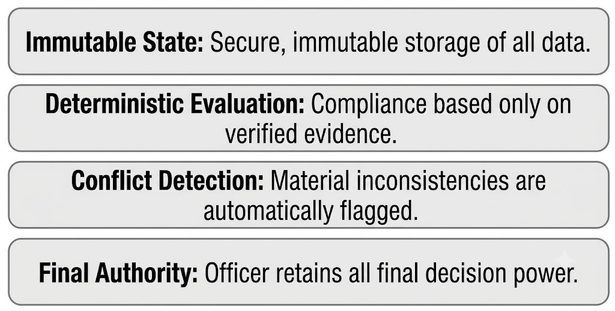 Immutable State: Secure, immutable storage of all data.
Deterministic Evaluation: Compliance based only on
verified evidence.
Conflict Detection: Material inconsistencies are
automatically flagged.
Final Authority: Officer retains all final decision power.